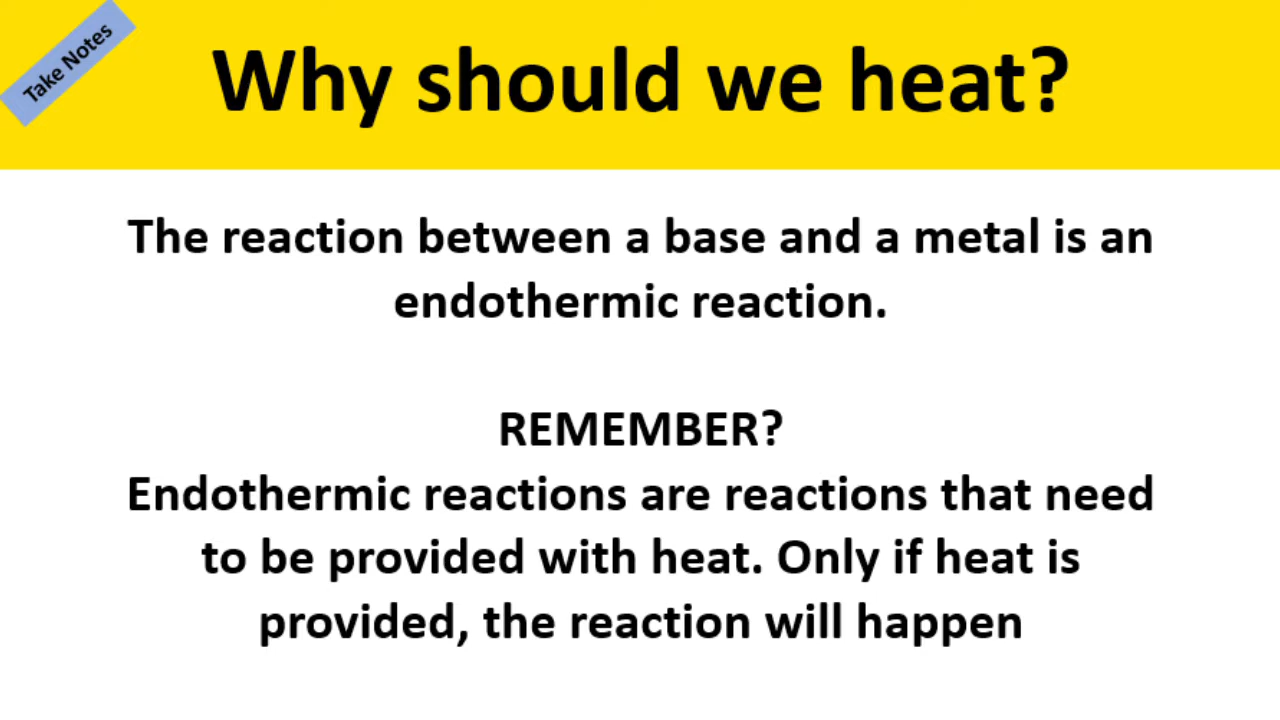 Take Notes
Why should we heat?
The reaction between a base and a metal is an
endothermic reaction.
REMEMBER?
Endothermic reactions are reactions that need
to be provided with heat. Only if heat is
provided, the reaction will happen